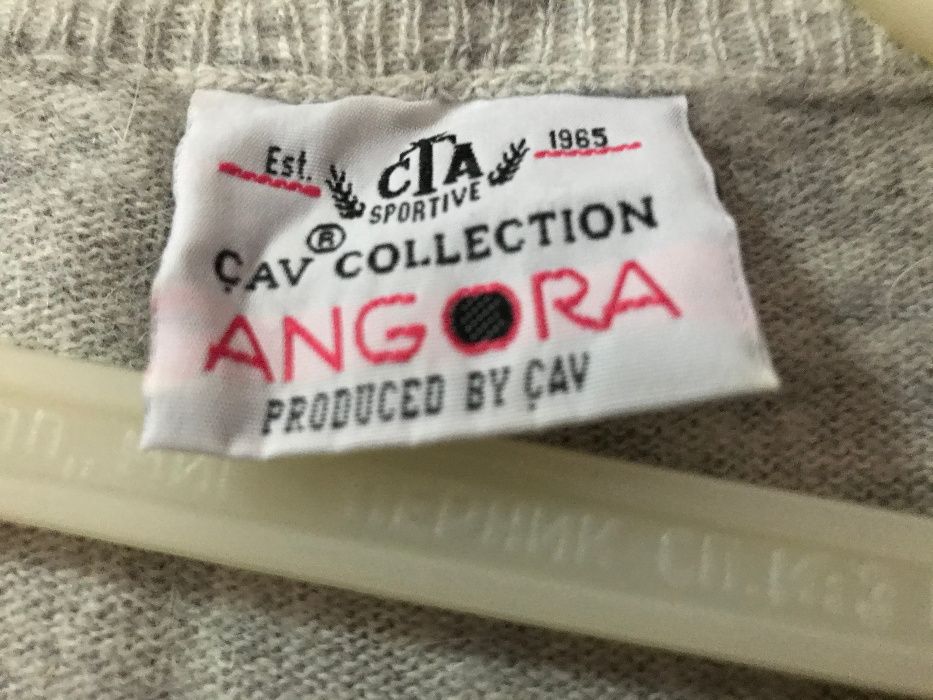 Est. CTA 1965
SPORTIVE
ÇAV® COLLECTION
ANGORA
PRODUCED BY ÇAV